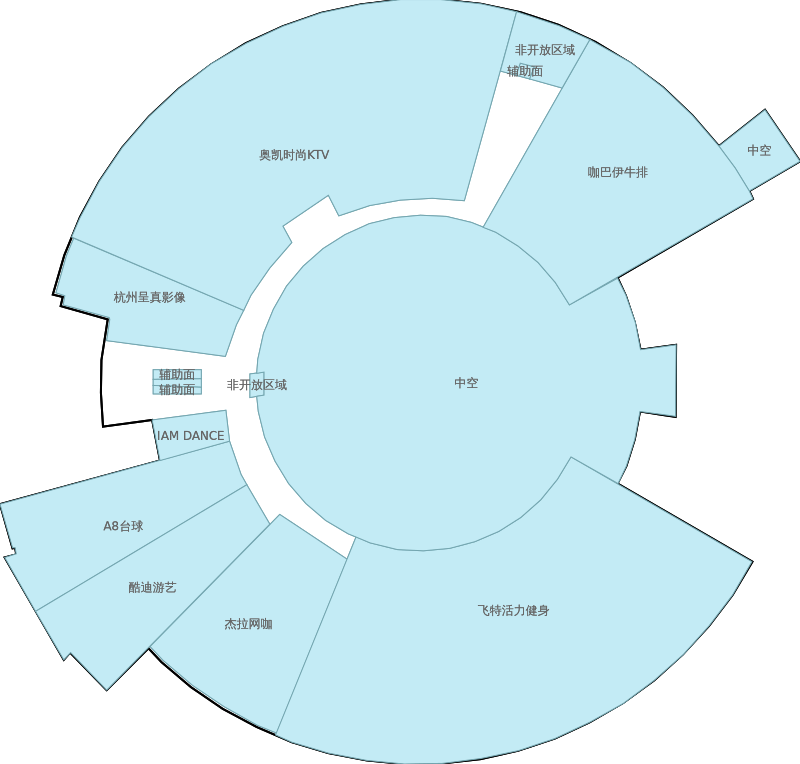 非开放区域
辅助面
奥凯时尚KTV
中空
咖巴伊牛排
杭州呈真影像
辅助面
辅助面
非开放区域
中空
IAM DANCE
A8台球
酷迪游艺
杰拉网咖
飞特活力健身